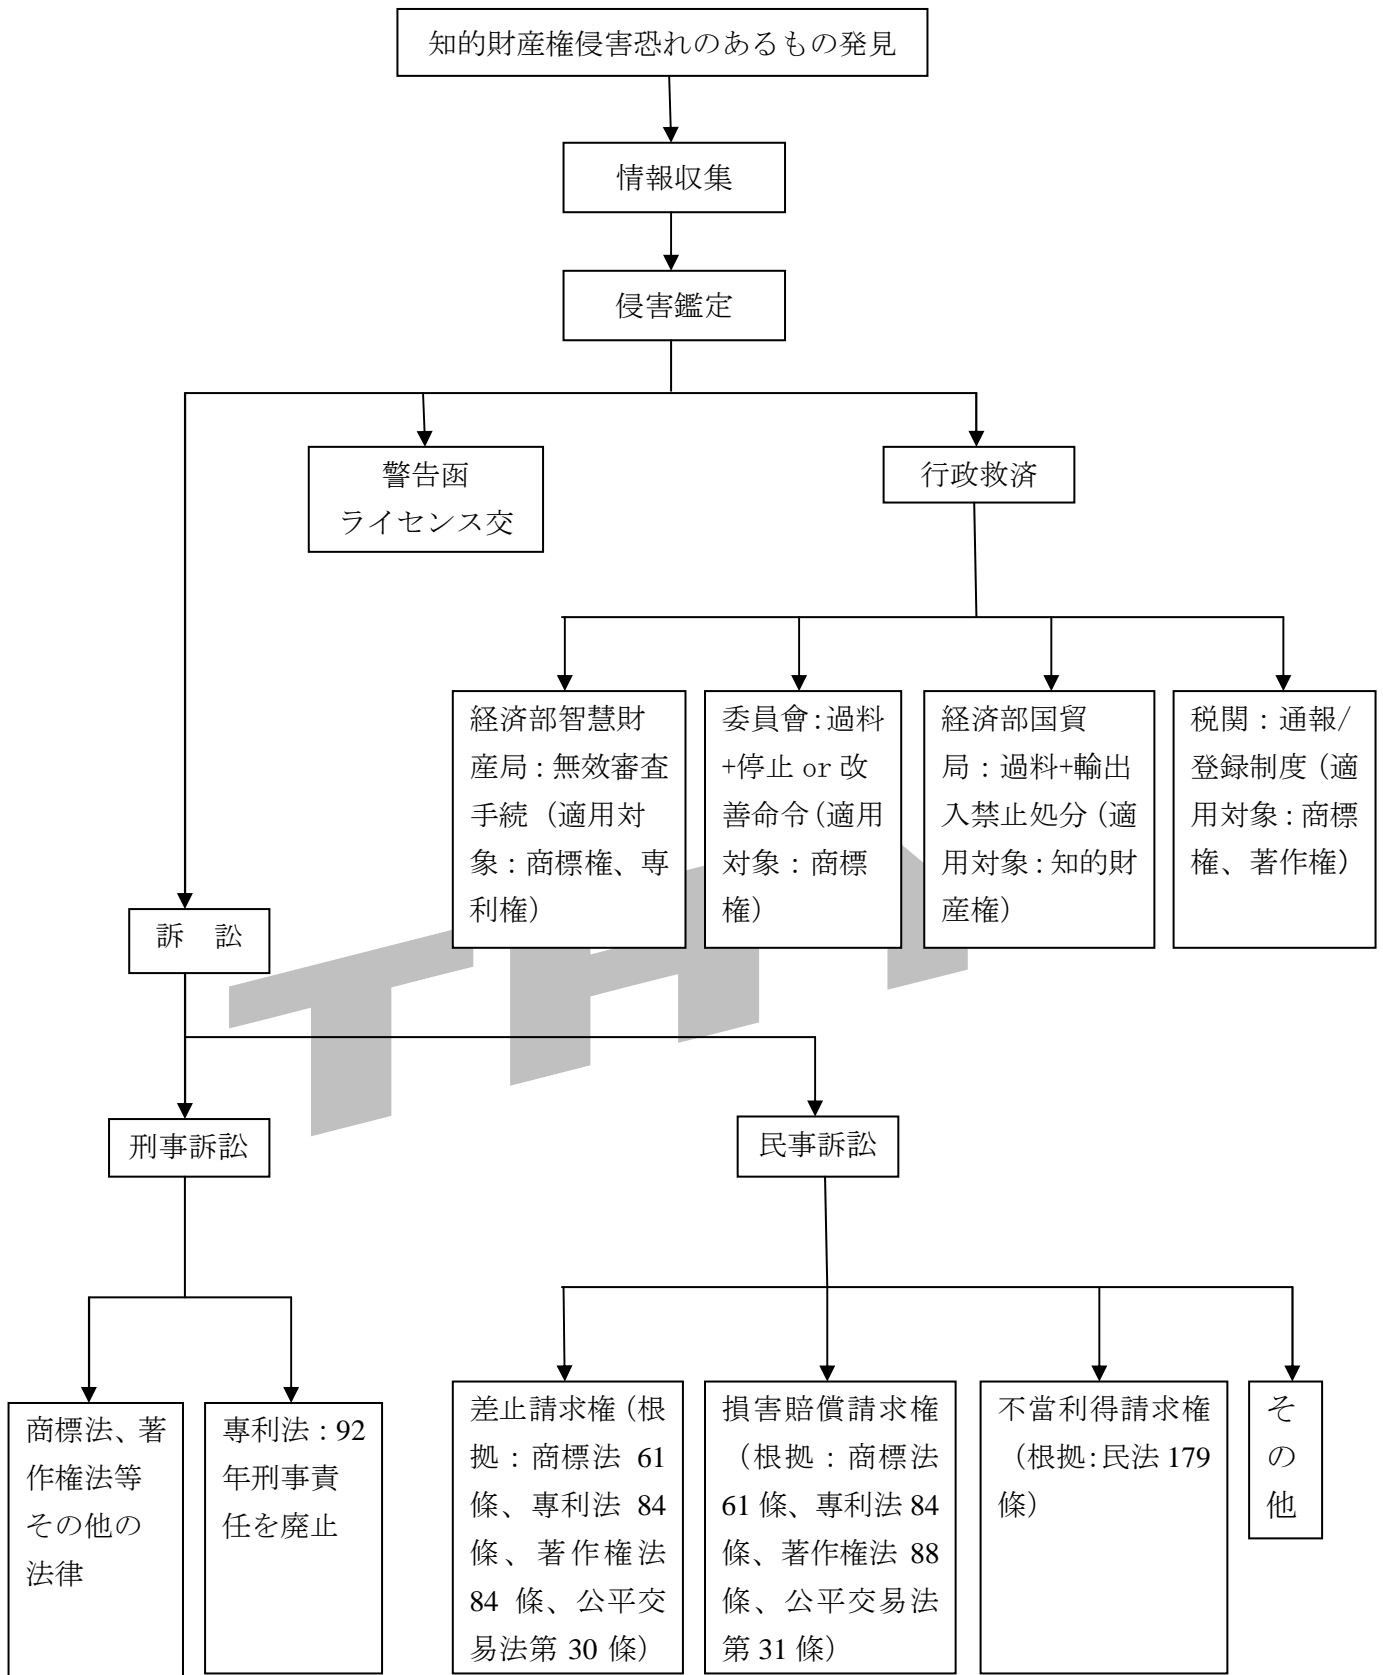 知的財産権侵害恐れのあるもの発見
情報収集
侵害鑑定
警告函
ライセンス交
行政救済
経済部智慧財
産局：無效審査
手続（適用対
象：商標権、専
利権）
委員會：過料
+停止 or 改
善命令（適用
対象：商標
権）
経済部国貿
局：過料+輸出
入禁止処分（適
用対象：知的財
産権）
税関：通報/
登録制度（適
用対象：商標
権、著作権）
訴　訟
刑事訴訟
民事訴訟
商標法、著
作権法等
その他の
法律
專利法：92
年刑事責
任を廃止
差止請求権（根
拠：商標法 61
條、專利法 84
條、著作権法
84 條、公平交
易法第 30 條）
損害賠償請求権
（根拠：商標法
61 條、專利法 84
條、著作権法 88
條、公平交易法
第 31 條）
不當利得請求権
（根拠：民法 179
條）
そ
の
他